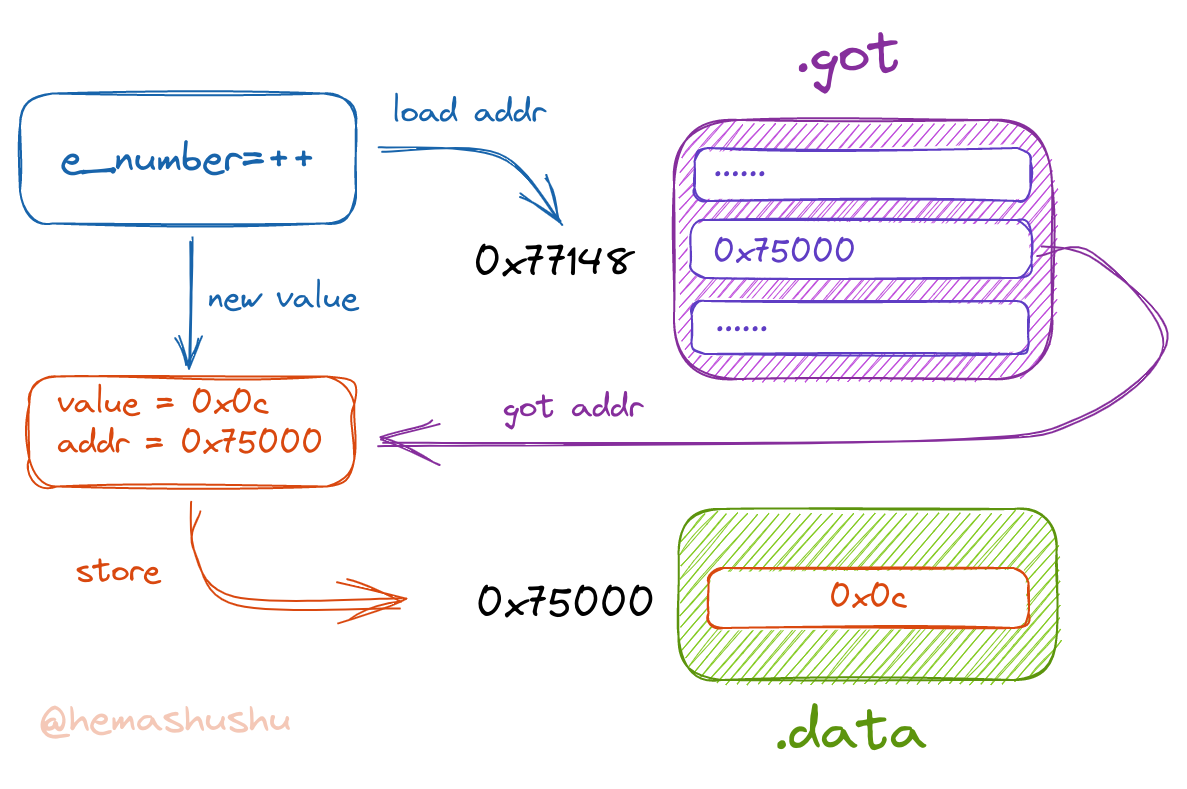 .got
load addr
e_number=++
......
0x77148
0x75000
new value
......
value = 0x0c
addr = 0x75000
got addr
store
0x75000
0x0c
@hemashushu
.data